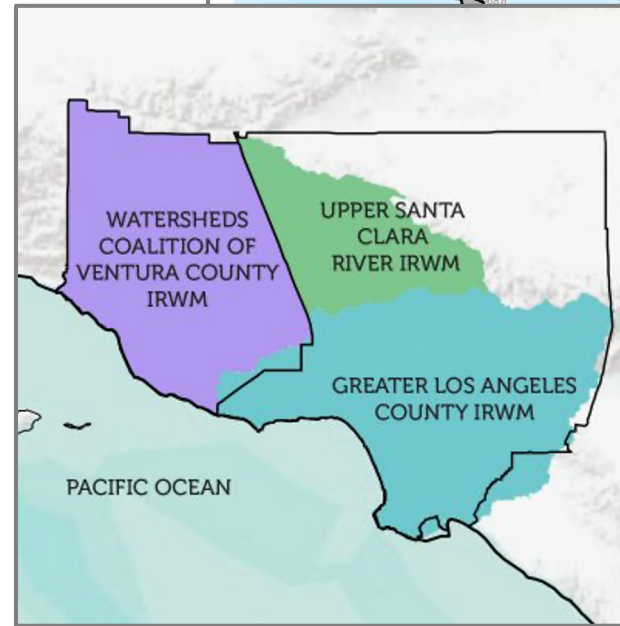 WATERSHEDS
COALITION OF
VENTURA COUNTY
IRWM
UPPER SANTA
CLARA
RIVER IRWM
GREATER LOS ANGELES
COUNTY IRWM
PACIFIC OCEAN